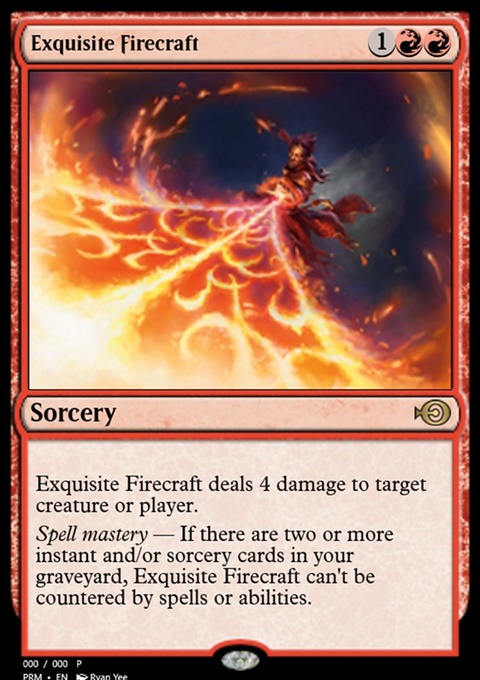 Exquisite Firecraft 1
Sorcery
Exquisite Firecraft deals 4 damage to target
creature or player.
Spell mastery — If there are two or more
instant and/or sorcery cards in your
graveyard, Exquisite Firecraft can't be
countered by spells or abilities.
000 / 000 P
PRM • EN Ryan Yee